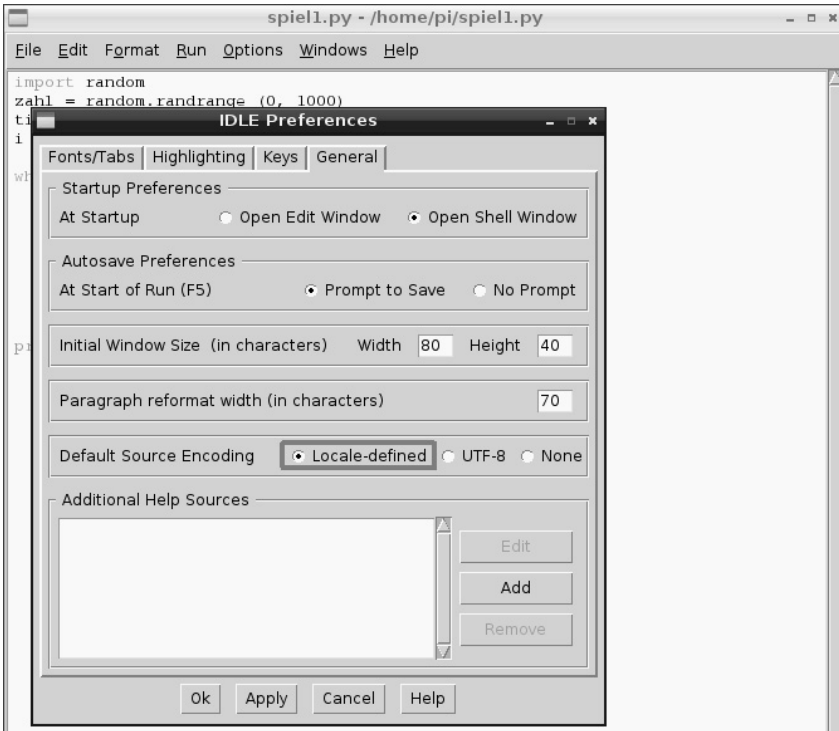 spiel1.py - /home/pi/spiel1.py
File Edit Format Run Options Windows Help
import random
zahl = random.randrange (0, 1000)
ti
IDLE Preferences
i
Fonts/Tabs Highlighting Keys General
wh
Startup Preferences
At Startup Open Edit Window Open Shell Window
Autosave Preferences
At Start of Run (F5) Prompt to Save No Prompt
pr
Initial Window Size (in characters) Width 80 Height 40
Paragraph reformat width (in characters) 70
Default Source Encoding Locale-defined UTF-8 None
Additional Help Sources
Edit
Add
Remove
Ok Apply Cancel Help